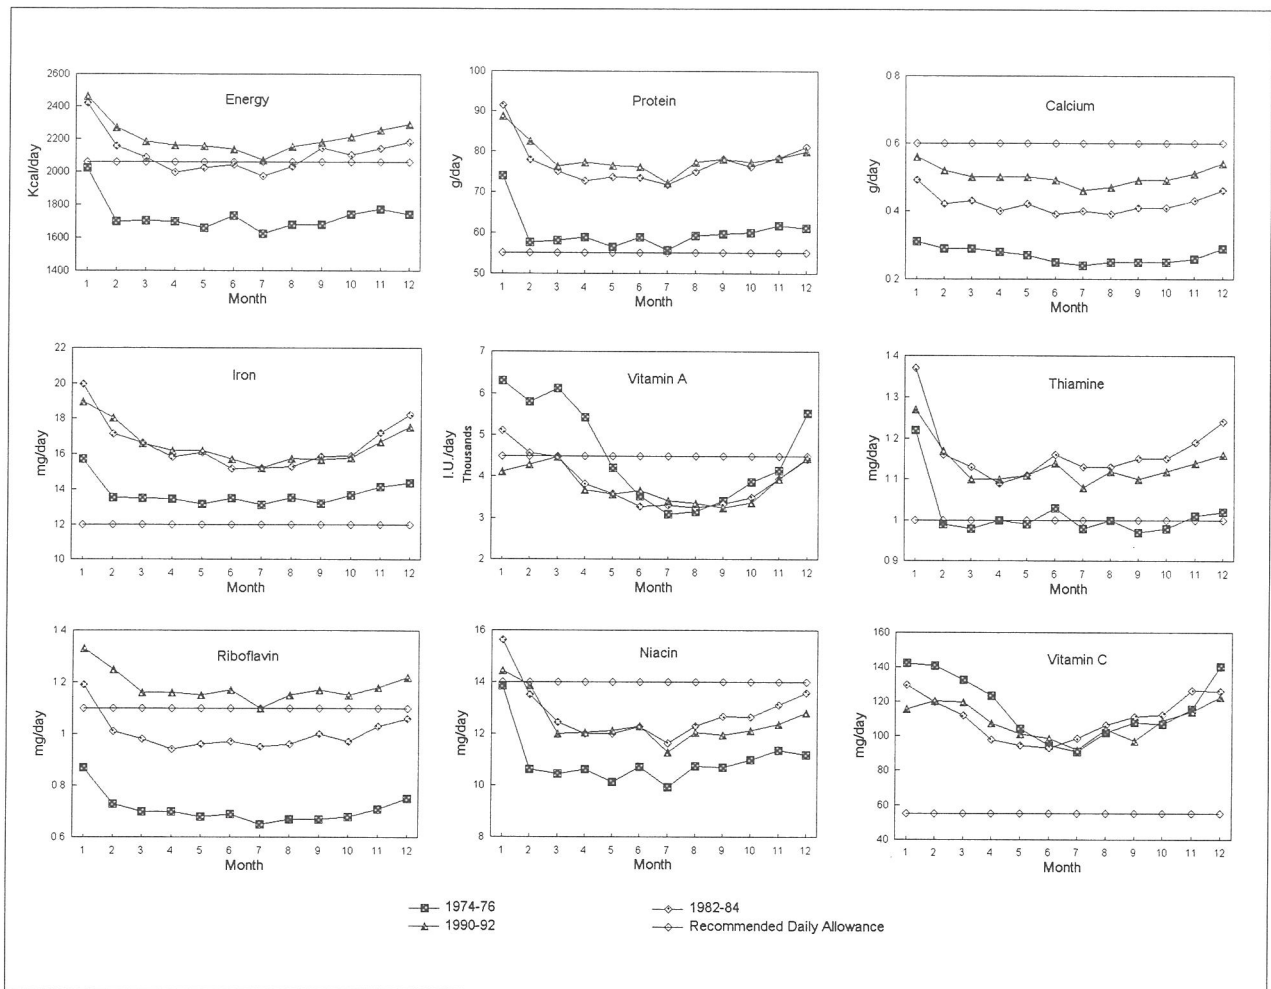 Energy
2600
2400
2200
2000
1800
1600
1400
Kcal/day
1 2 3 4 5 6 7 8 9 10 11 12
Month
Protein
100
90
80
70
60
50
g/day
1 2 3 4 5 6 7 8 9 10 11 12
Month
Calcium
0.8
0.6
0.4
0.2
g/day
1 2 3 4 5 6 7 8 9 10 11 12
Month
Iron
22
20
18
16
14
12
10
mg/day
1 2 3 4 5 6 7 8 9 10 11 12
Month
Vitamin A
7
6
5
4
3
2
I.U./day
Thousands
1 2 3 4 5 6 7 8 9 10 11 12
Month
Thiamine
1.4
1.3
1.2
1.1
1
0.9
mg/day
1 2 3 4 5 6 7 8 9 10 11 12
Month
Riboflavin
1.4
1.2
1
0.8
0.6
mg/day
1 2 3 4 5 6 7 8 9 10 11 12
Month
Niacin
16
14
12
10
8
mg/day
1 2 3 4 5 6 7 8 9 10 11 12
Month
Vitamin C
160
140
120
100
80
60
40
mg/day
1 2 3 4 5 6 7 8 9 10 11 12
Month
1974-76
1982-84
1990-92
Recommended Daily Allowance